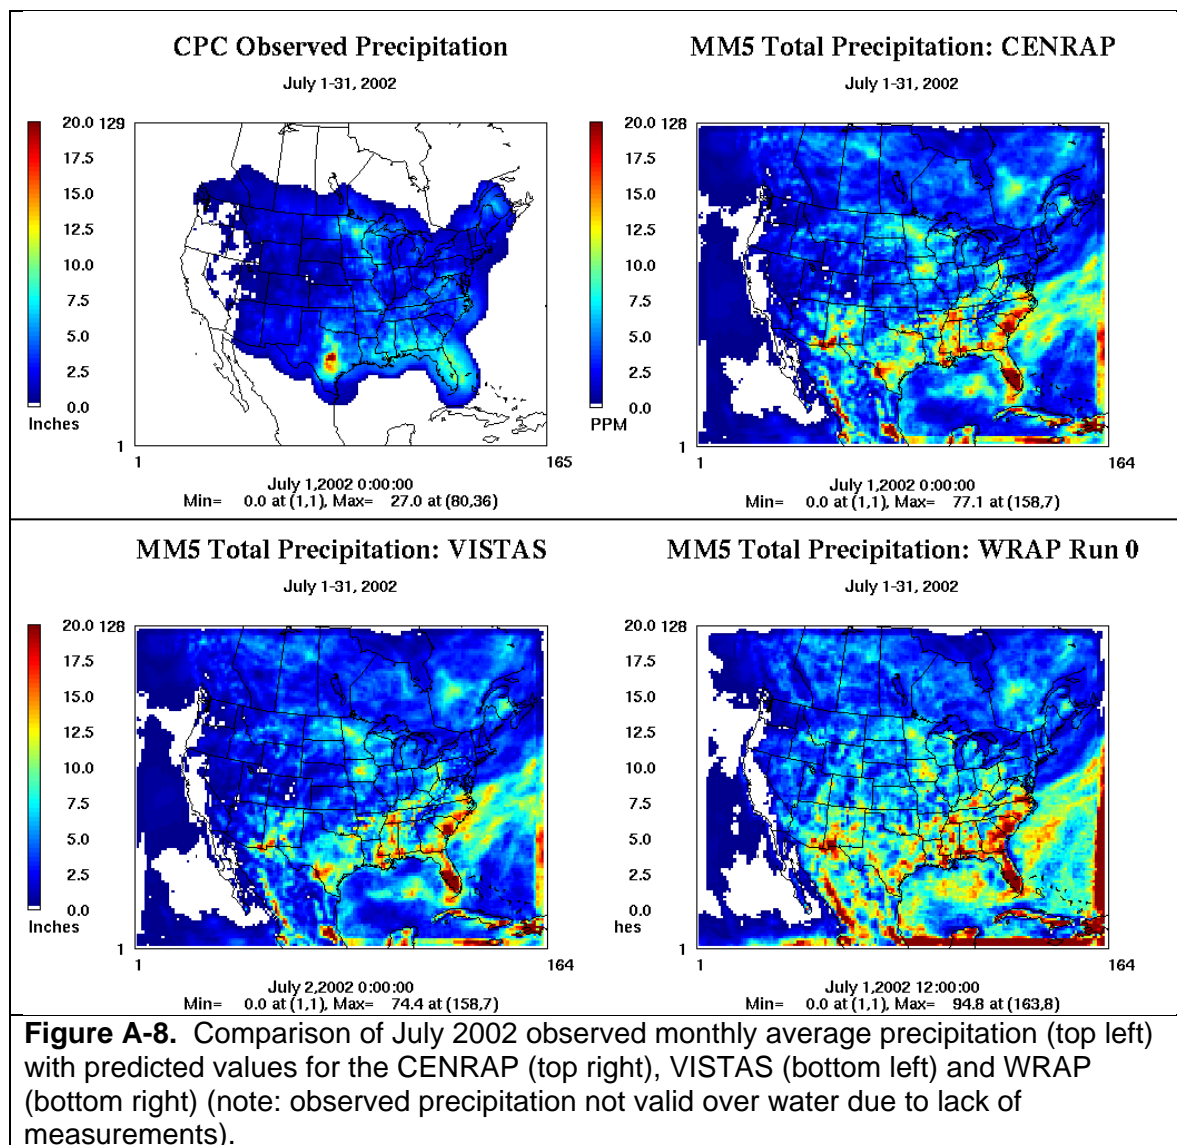 CPC Observed Precipitation
July 1-31, 2002
20.0
17.5
15.0
12.5
10.0
7.5
5.0
2.5
0.0
Inches
129
1
1
165
July 1,2002 0:00:00
Min= 0.0 at (1,1), Max= 27.0 at (80,36)
MM5 Total Precipitation: CENRAP
July 1-31, 2002
20.0
17.5
15.0
12.5
10.0
7.5
5.0
2.5
0.0
PPM
128
1
1
164
July 1,2002 0:00:00
Min= 0.0 at (1,1), Max= 77.1 at (158,7)
MM5 Total Precipitation: VISTAS
July 1-31, 2002
20.0
17.5
15.0
12.5
10.0
7.5
5.0
2.5
0.0
Inches
128
1
1
164
July 2,2002 0:00:00
Min= 0.0 at (1,1), Max= 74.4 at (158,7)
MM5 Total Precipitation: WRAP Run 0
July 1-31, 2002
20.0
17.5
15.0
12.5
10.0
7.5
5.0
2.5
0.0
hes
128
1
1
164
July 1,2002 12:00:00
Min= 0.0 at (1,1), Max= 94.8 at (163,8)
Figure A-8. Comparison of July 2002 observed monthly average precipitation (top left)
with predicted values for the CENRAP (top right), VISTAS (bottom left) and WRAP
(bottom right) (note: observed precipitation not valid over water due to lack of
measurements).